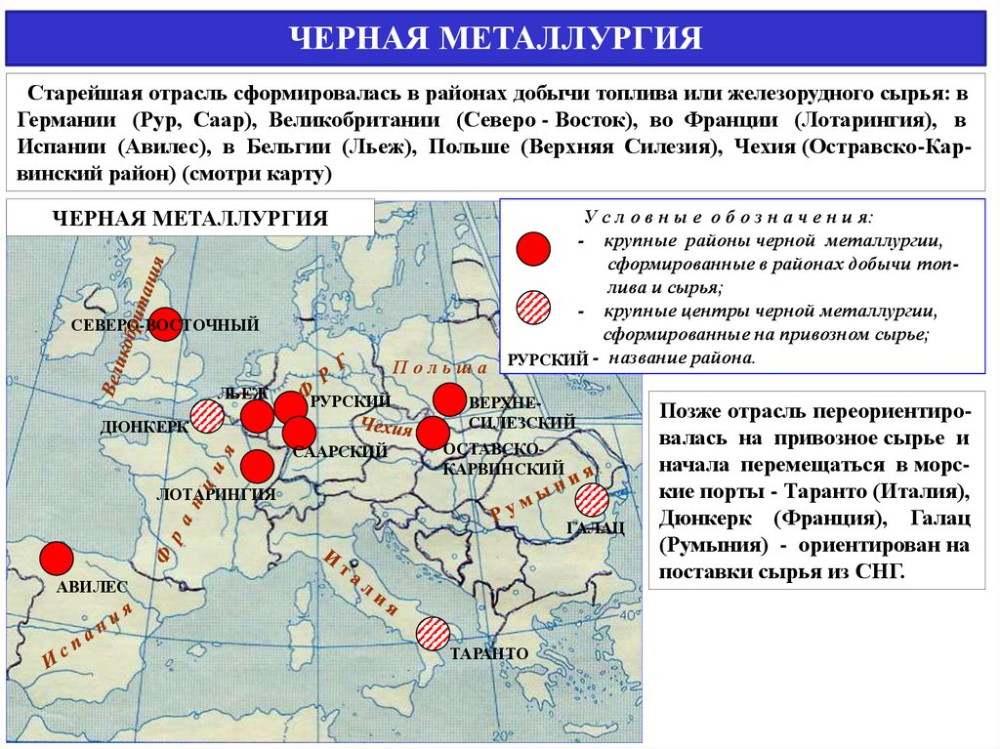 ЧЕРНАЯ МЕТАЛЛУРГИЯ
Старейшая отрасль сформировалась в районах добычи топлива или железорудного сырья: в
Германии (Рур, Саар), Великобритании (Северо - Восток), во Франции (Лотарингия), в
Испании (Авилес), в Бельгии (Льеж), Польше (Верхняя Силезия), Чехия (Остравско-Кар-
винский район) (смотри карту)
ЧЕРНАЯ МЕТАЛЛУРГИЯ
Условные обозначения:
- крупные районы черной металлургии,
сформированные в районах добычи топ-
лива и сырья;
- крупные центры черной металлургии,
сформированные на привозном сырье;
РУРСКИЙ - название района.
Великобритания
СЕВЕРО-ВОСТОЧНЫЙ
ФРГ
Польша
ЛЬЕЖ
РУРСКИЙ
ВЕРХНЕ-
СИЛЕЗСКИЙ
ДЮНКЕРК
Чехия
СААРСКИЙ
ОСТАВСКО-
КАРВИНСКИЙ
Франция
ЛОТАРИНГИЯ
Румыния
ГАЛАЦ
АВИЛЕС
Италия
Испания
ТАРАНТО
40°
20°
Позже отрасль переориентиро-
валась на привозное сырье и
начала перемещаться в морс-
кие порты - Таранто (Италия),
Дюнкерк (Франция), Галац
(Румыния) - ориентирован на
поставки сырья из СНГ.